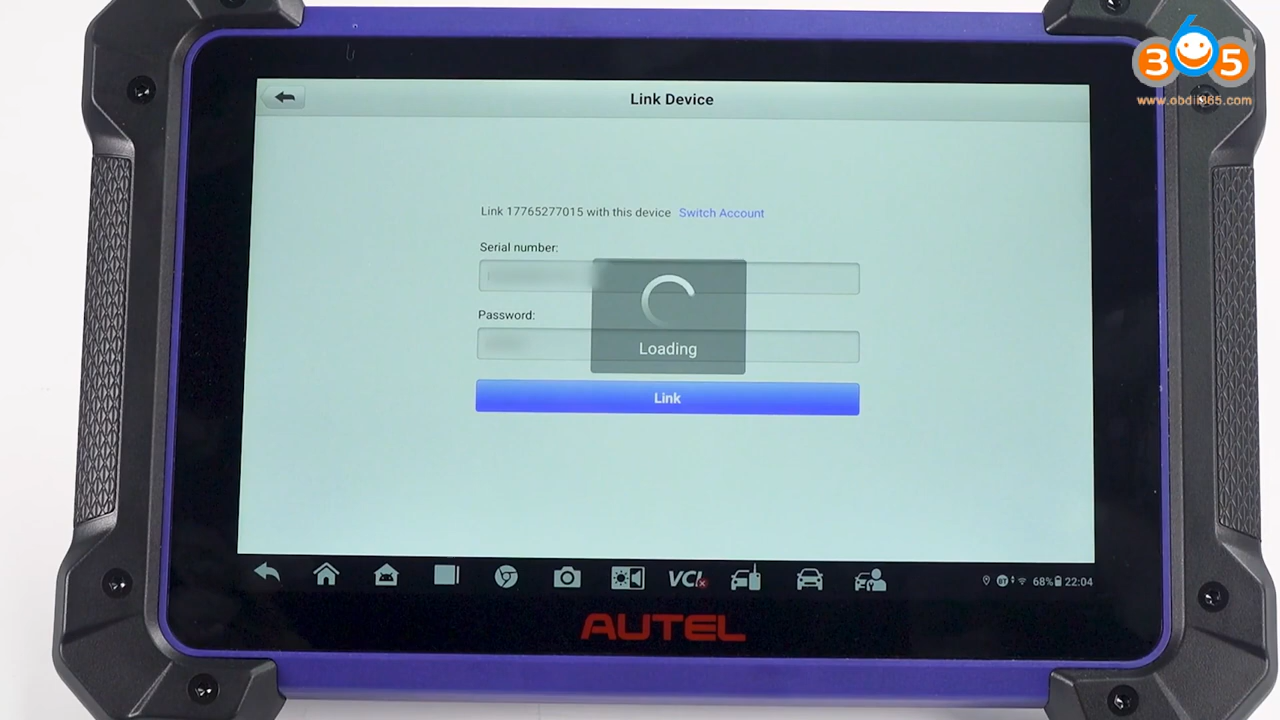 365
www.obdii365.com
Link Device
Link 17765277015 with this device Switch Account
Serial number:
Password:
Loading
Link
VCI
BT 68% 22:04
AUTEL